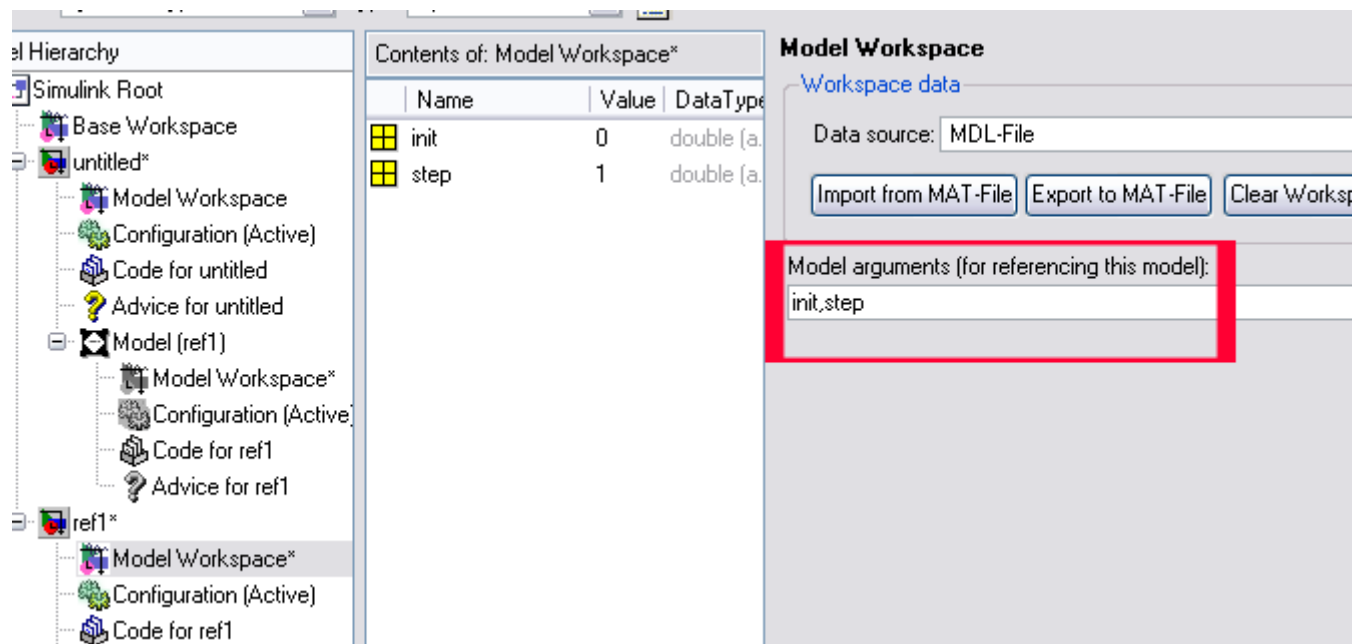 el Hierarchy
Simulink Root
Base Workspace
untitled*
Model Workspace
Configuration (Active)
Code for untitled
Advice for untitled
Model (ref1)
Model Workspace*
Configuration (Active)
Code for ref1
Advice for ref1
ref1*
Model Workspace*
Configuration (Active)
Code for ref1
Contents of: Model Workspace*
Name Value DataType
init 0 double (a.
step 1 double (a.
Model Workspace
Workspace data
Data source: MDL-File
Import from MAT-File Export to MAT-File Clear Worksp
Model arguments (for referencing this model):
init,step